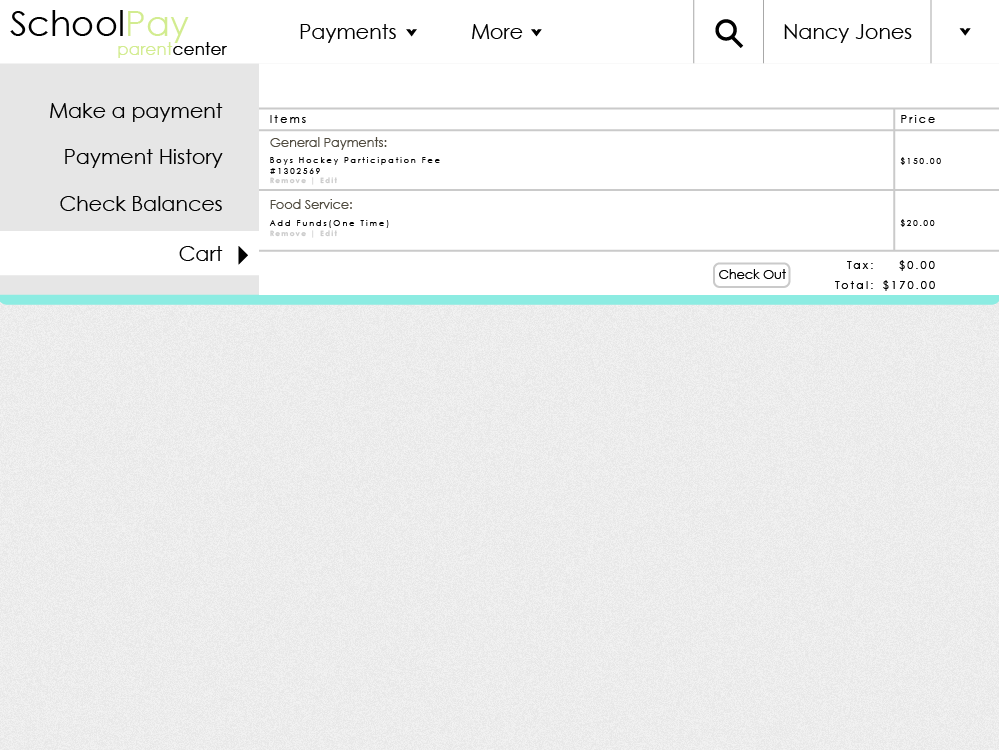 SchoolPay
parentcenter
Payments
More
Nancy Jones
Make a payment
Payment History
Check Balances
Cart
Items
Price
General Payments:
Boys Hockey Participation Fee
#1302569
Remove | Edit
$150.00
Food Service:
Add Funds(One Time)
Remove | Edit
$20.00
Check Out
Tax: $0.00
Total: $170.00